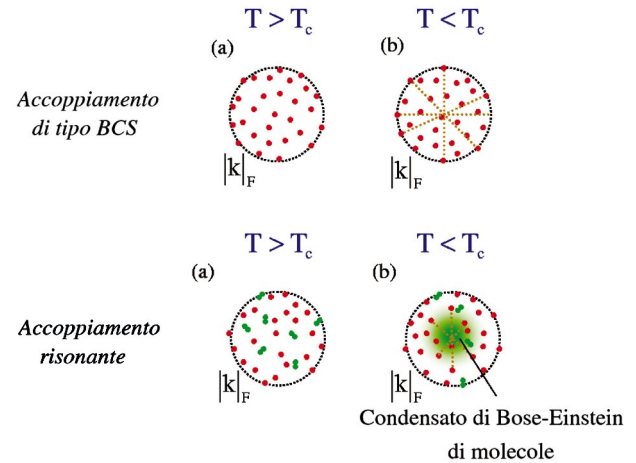 T > Tc
T < Tc
(a)
(b)
Accoppiamento
di tipo BCS
|k|F
|k|F
T > Tc
T < Tc
(a)
(b)
Accoppiamento
risonante
|k|F
|k|F
Condensato di Bose-Einstein
di molecole